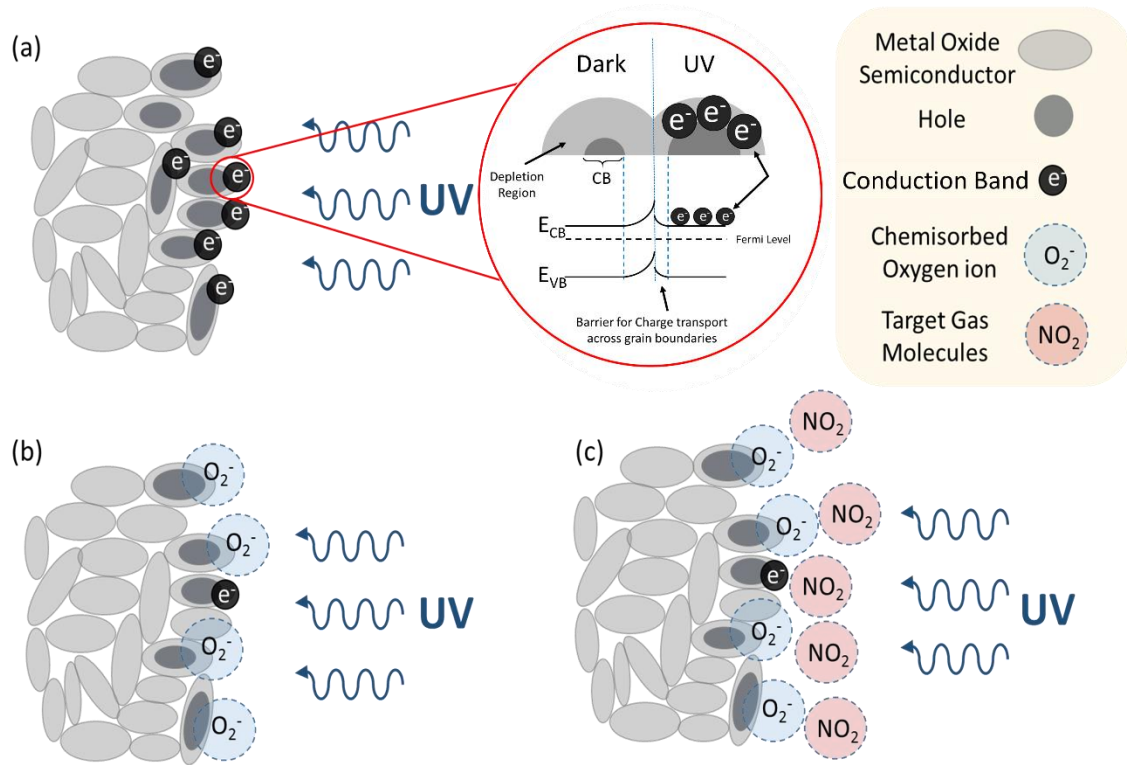 (a)
e⁻
e⁻
e⁻
e⁻
e⁻
e⁻
e⁻
UV
Dark
UV
e⁻
e⁻
e⁻
Depletion
Region
CB
E_CB
e⁻ e⁻ e⁻
Fermi Level
E_VB
Barrier for Charge transport
across grain boundaries
Metal Oxide
Semiconductor
Hole
Conduction Band
e⁻
Chemisorbed
Oxygen ion
O₂⁻
Target Gas
Molecules
NO₂
(b)
O₂⁻
O₂⁻
e⁻
O₂⁻
O₂⁻
UV
(c)
NO₂
O₂⁻
NO₂
O₂⁻
e⁻
NO₂
O₂⁻
NO₂
O₂⁻
NO₂
UV